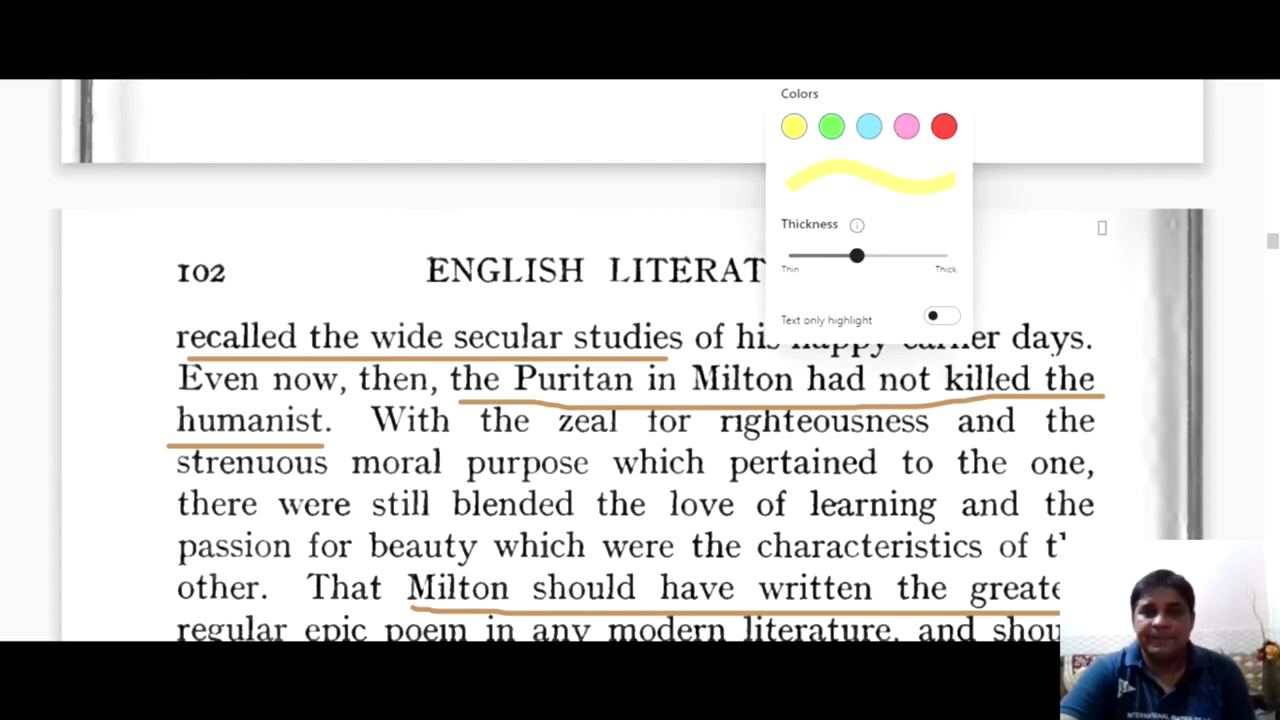 Colors
Thickness
Thin Thick
Text only highlight
102 ENGLISH LITERAT
recalled the wide secular studies of his happy earlier days.
Even now, then, the Puritan in Milton had not killed the
humanist. With the zeal for righteousness and the
strenuous moral purpose which pertained to the one,
there were still blended the love of learning and the
passion for beauty which were the characteristics of
other. That Milton should have written the greate
regular epic poem in any modern literature, and shou